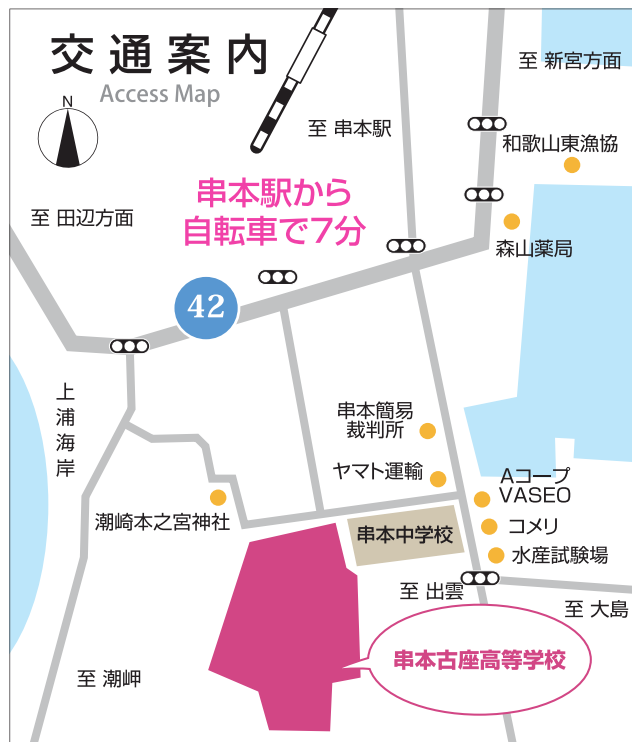 交通案内
Access Map
N
至 新宮方面
至 串本駅
和歌山東漁協
串本駅から
自転車で7分
至 田辺方面
森山薬局
42
上浦海岸
串本簡易
裁判所
ヤマト運輸
Aコープ
VASEO
潮崎本之宮神社
串本中学校
コメリ
水産試験場
至 出雲
至 大島
串本古座高等学校
至 潮岬